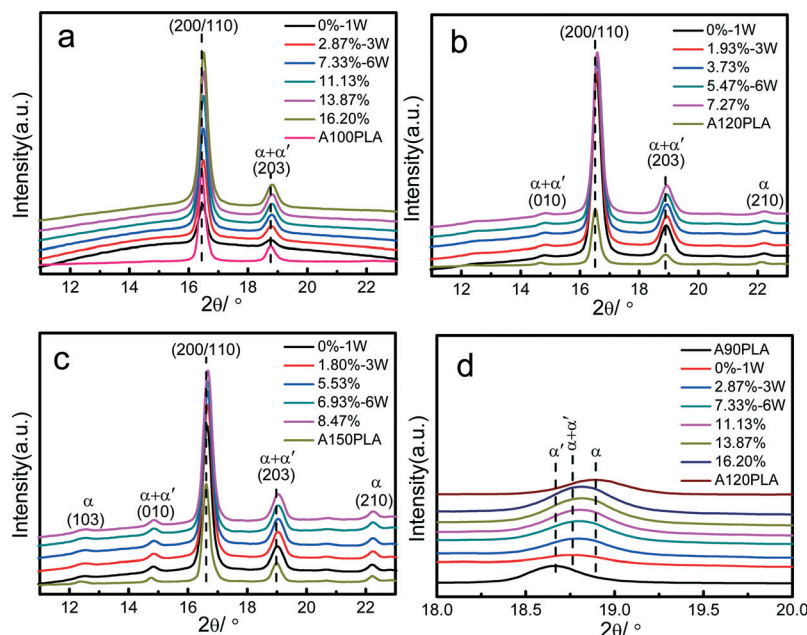 a
(200/110)
α+α′
(203)
0%-1W
2.87%-3W
7.33%-6W
11.13%
13.87%
16.20%
A100PLA
Intensity(a.u.)
12 14 16 18 20 22
2θ/ °
b
(200/110)
α+α′
(010)
α+α′
(203)
α
(210)
0%-1W
1.93%-3W
3.73%
5.47%-6W
7.27%
A120PLA
Intensity(a.u.)
12 14 16 18 20 22
2θ/ °
c
(200/110)
α
(103)
α+α′
(010)
α+α′
(203)
α
(210)
0%-1W
1.80%-3W
5.53%
6.93%-6W
8.47%
A150PLA
Intensity(a.u.)
12 14 16 18 20 22
2θ/ °
d
α′
α+α′
α
A90PLA
0%-1W
2.87%-3W
7.33%-6W
11.13%
13.87%
16.20%
A120PLA
Intensity(a.u.)
18.0 18.5 19.0 19.5 20.0
2θ/ °